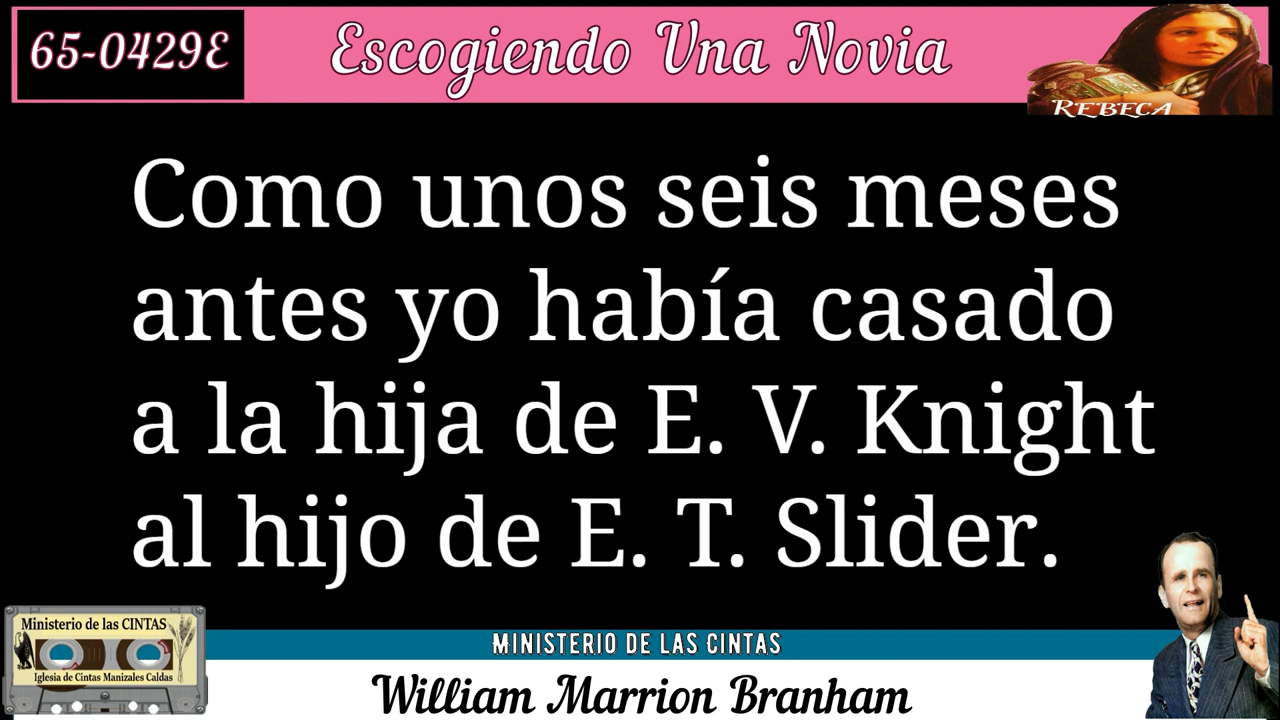 65-0429E
Escogiendo Una Novia
REBECA
Como unos seis meses
antes yo había casado
a la hija de E. V. Knight
al hijo de E. T. Slider.
Ministerio de las CINTAS
Iglesia de Cintas Manizales Caldas
MINISTERIO DE LAS CINTAS
William Marrion Branham